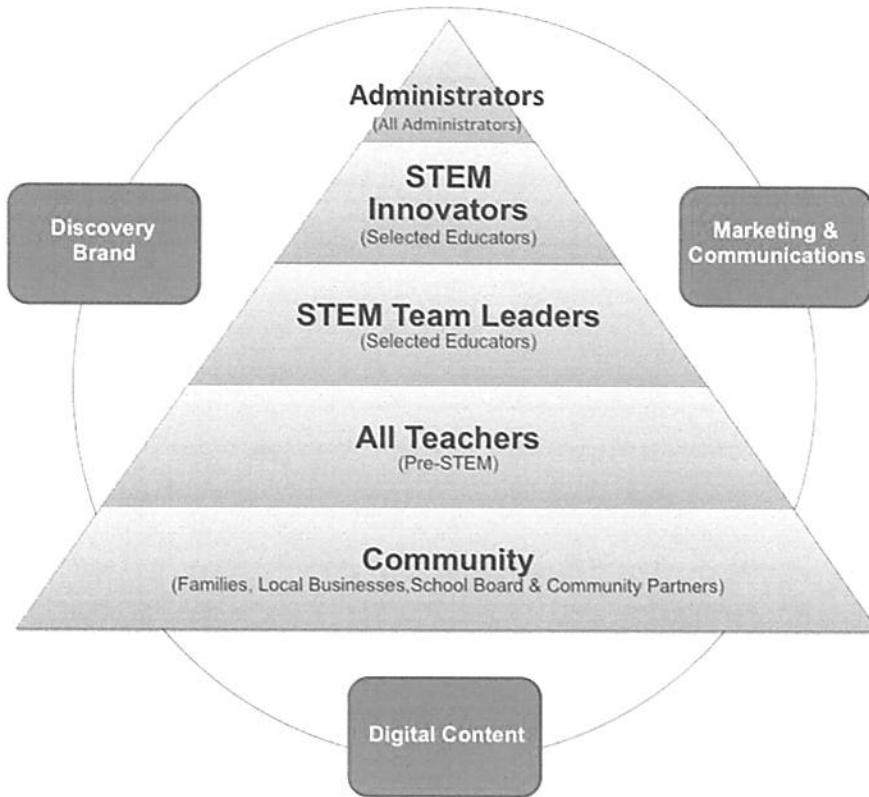 Administrators
(All Administrators)
STEM
Innovators
(Selected Educators)
Discovery
Brand
Marketing &
Communications
STEM Team Leaders
(Selected Educators)
All Teachers
(Pre-STEM)
Community
(Families, Local Businesses,School Board & Community Partners)
Digital Content